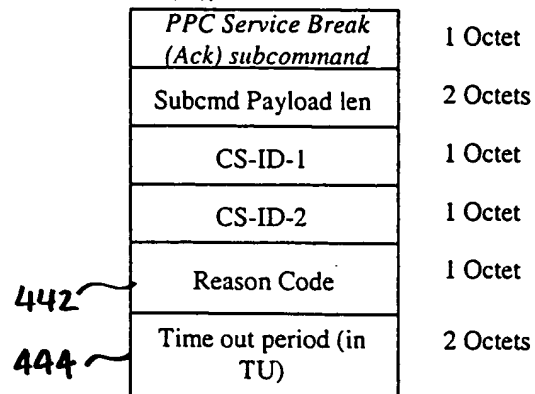 PPC Service Break 1 Octet
(Ack) subcommand
Subcmd Payload len 2 Octets
CS-ID-1 1 Octet
CS-ID-2 1 Octet
442 Reason Code 1 Octet
Time out period (in 2 Octets
444 TU)